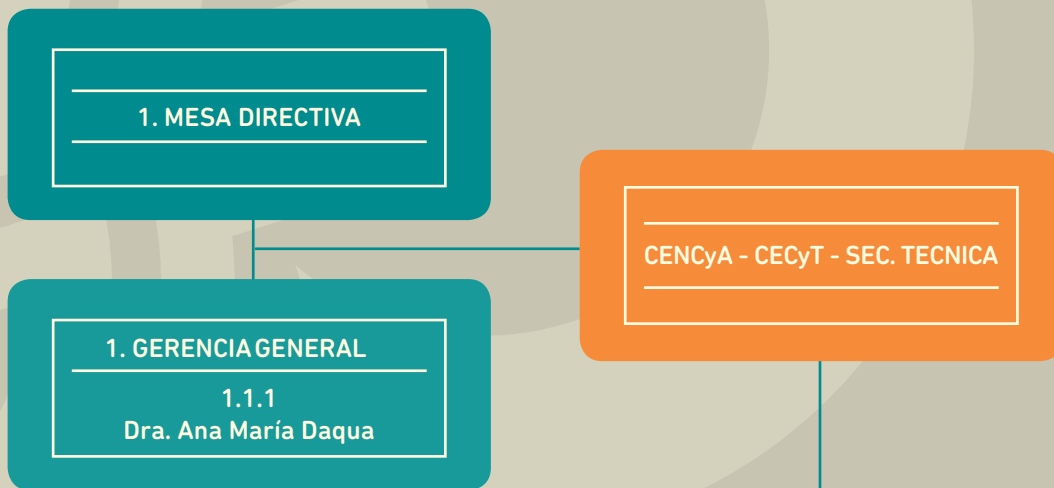 1. MESA DIRECTIVA
CENCyA - CECyT - SEC. TECNICA
1. GERENCIA GENERAL
1.1.1
Dra. Ana María Daqua